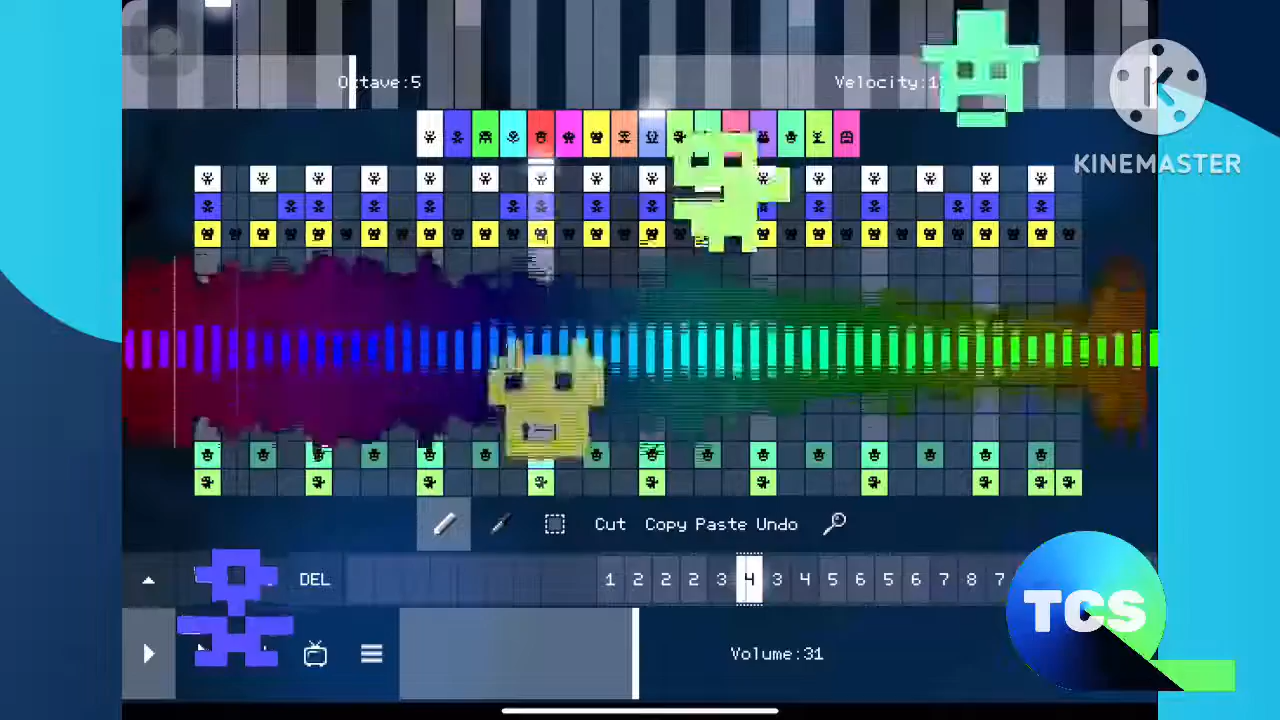 Octave:5
Velocity:1
KINEMASTER
Cut Copy Paste Undo
DEL
1 2 2 2 3 4 3 4 5 6 5 6 7 8 7
TCS
Volume:31